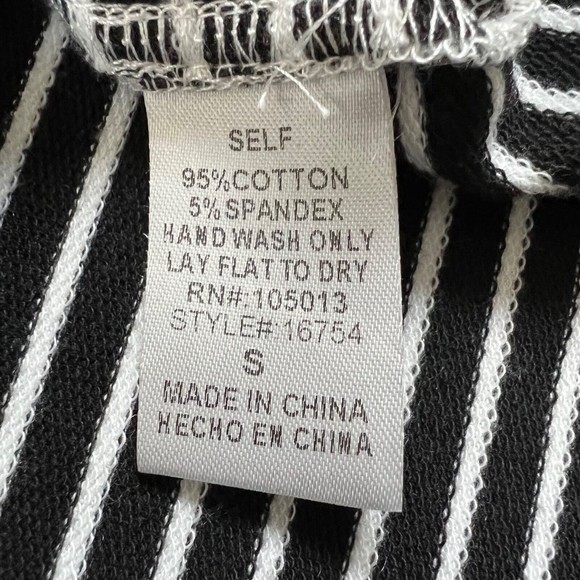 SELF
95%COTTON
5%SPANDEX
HAND WASH ONLY
LAY FLAT TO DRY
RN#:105013
STYLE#:16754
S
MADE IN CHINA
HECHO EN CHINA